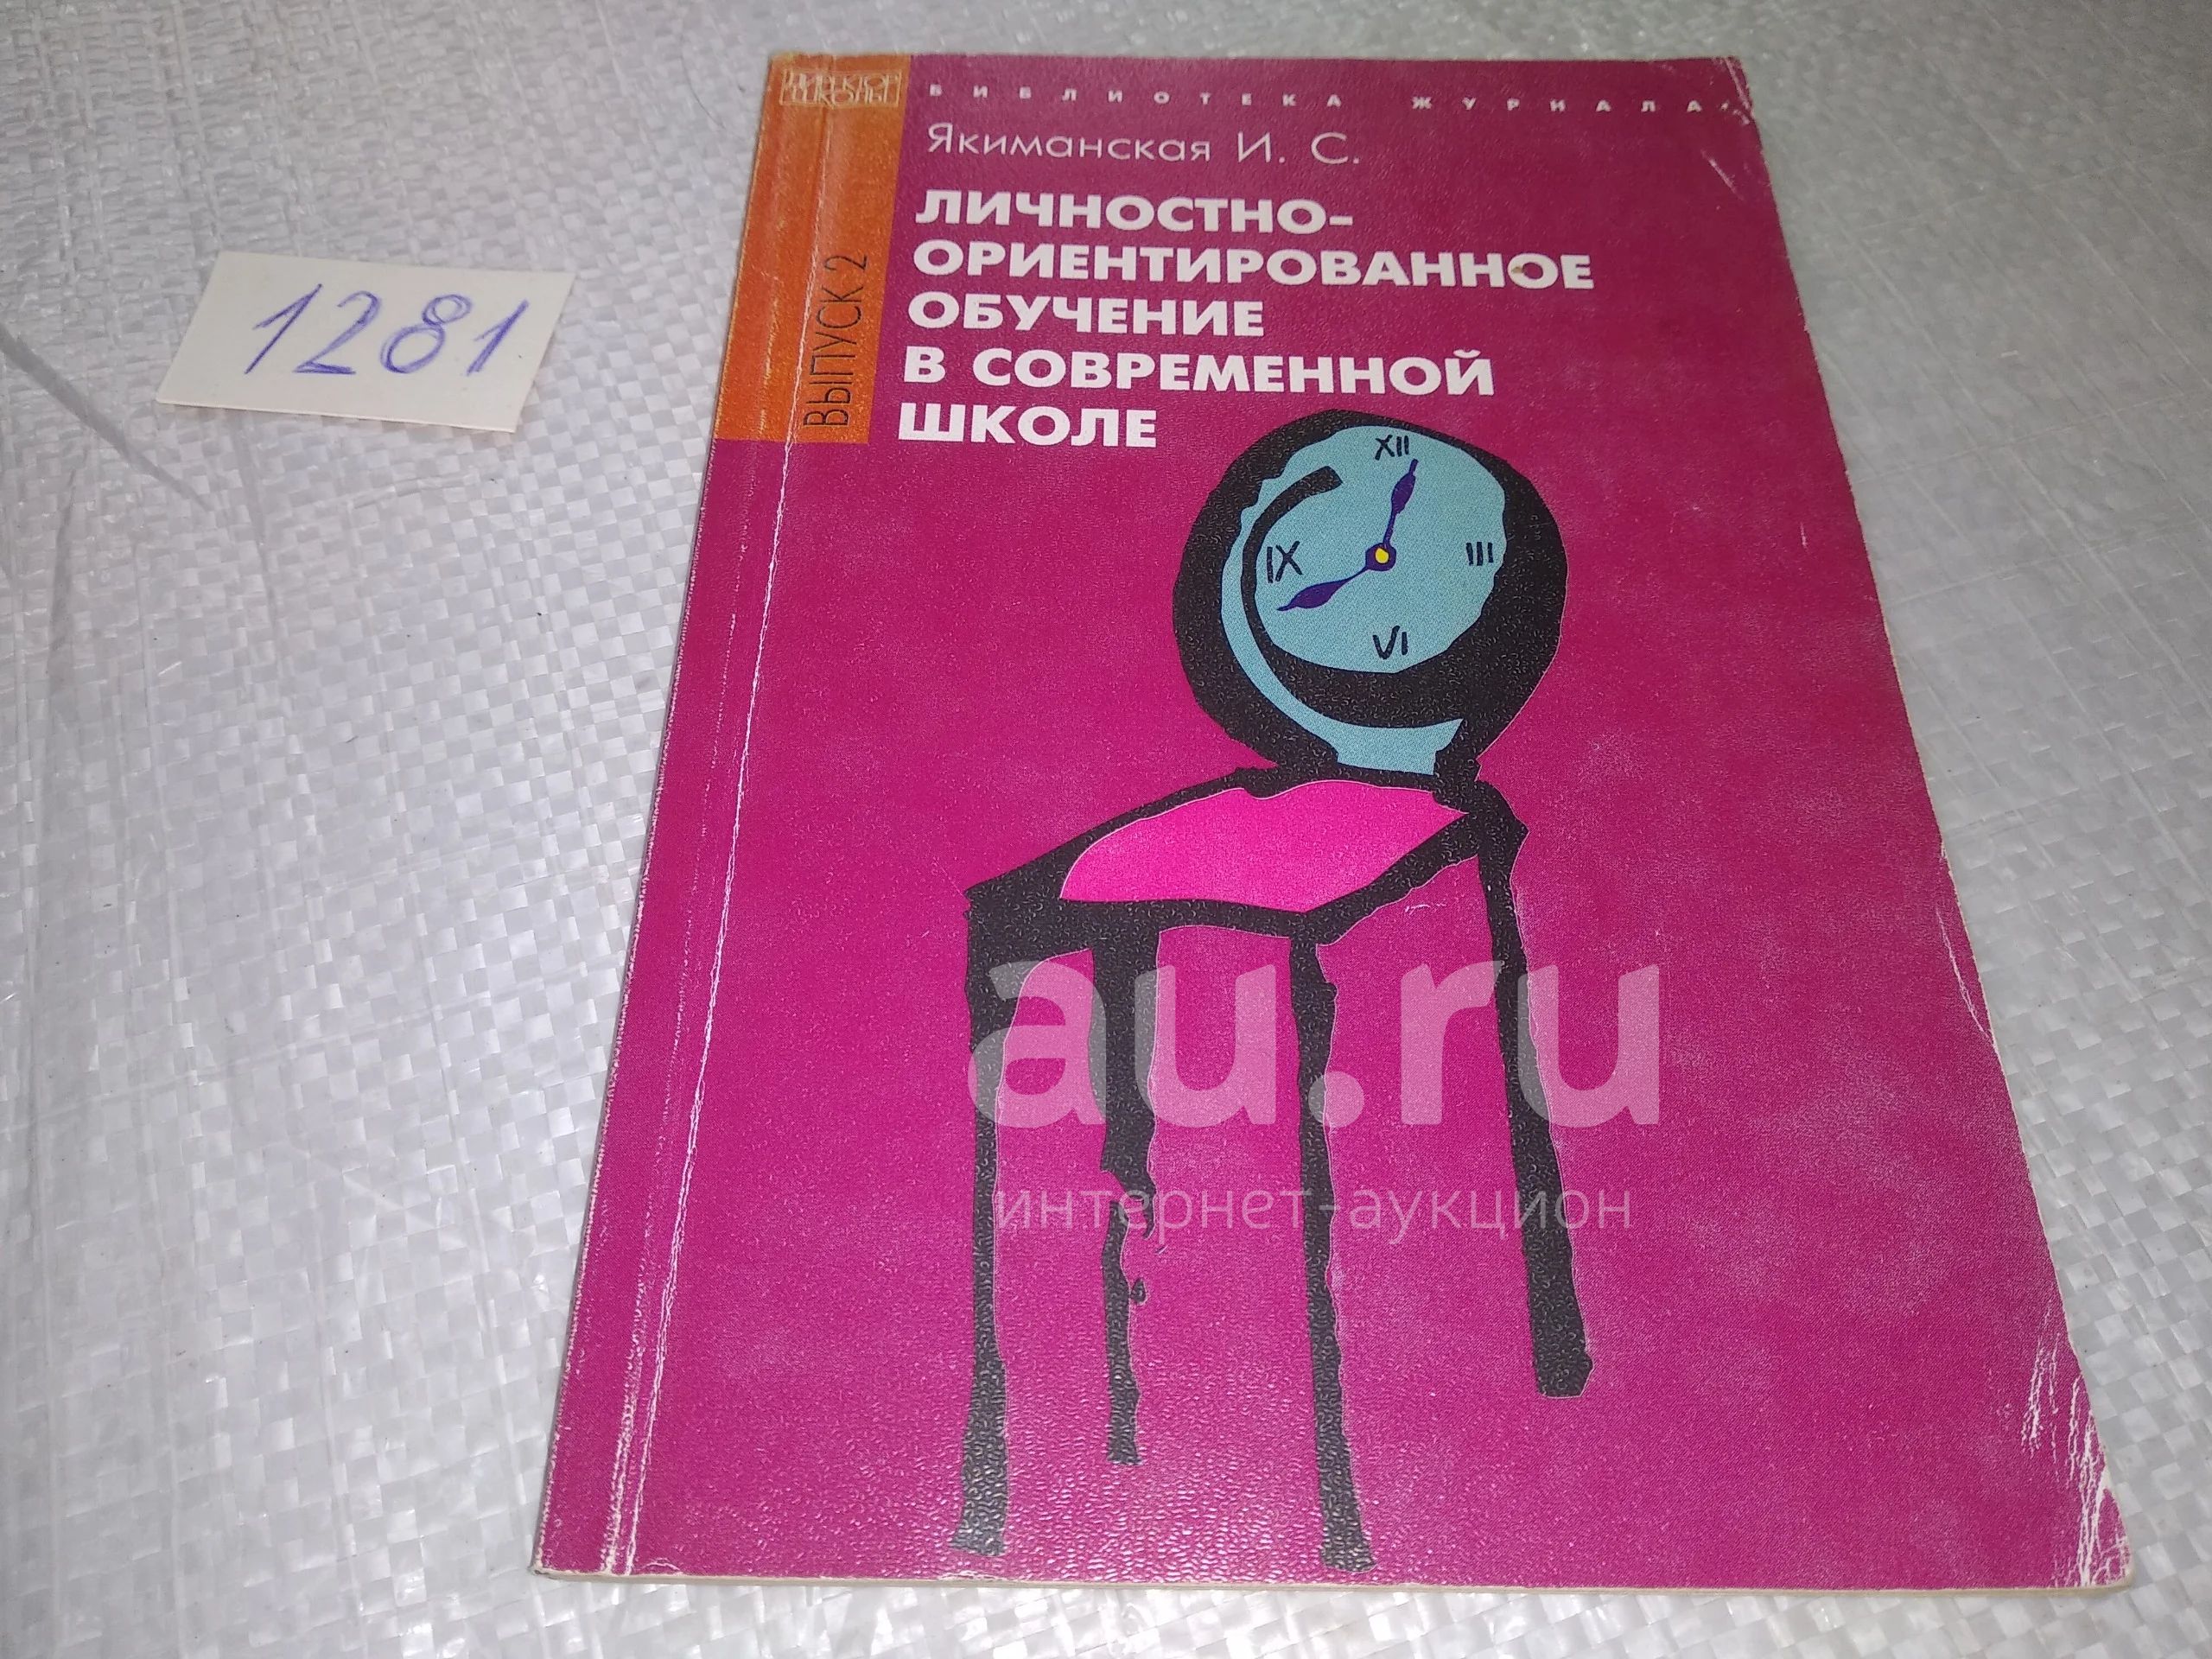 ДИРЕКТОР
ШКОЛЫ
БИБЛИОТЕКА ЖУРНАЛА
Якиманская И. С.
ЛИЧНОСТНО-
ОРИЕНТИРОВАННОЕ
ОБУЧЕНИЕ
В СОВРЕМЕННОЙ
ШКОЛЕ
ВЫПУСК 2
1281
XII
IX
III
VI
au.ru
интернет-аукцион